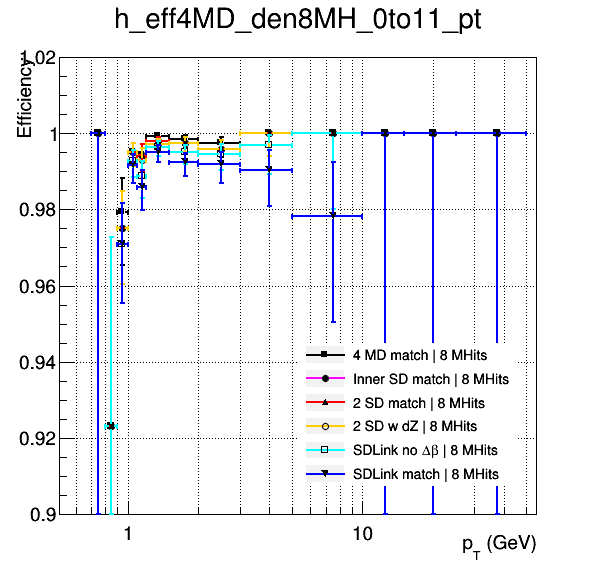 h_eff4MD_den8MH_0to11_pt
Efficiency
1.02
1
0.98
0.96
0.94
0.92
0.9
4 MD match | 8 MHits
Inner SD match | 8 MHits
2 SD match | 8 MHits
2 SD w dZ | 8 MHits
SDLink no Δβ | 8 MHits
SDLink match | 8 MHits
1
10
p_T (GeV)